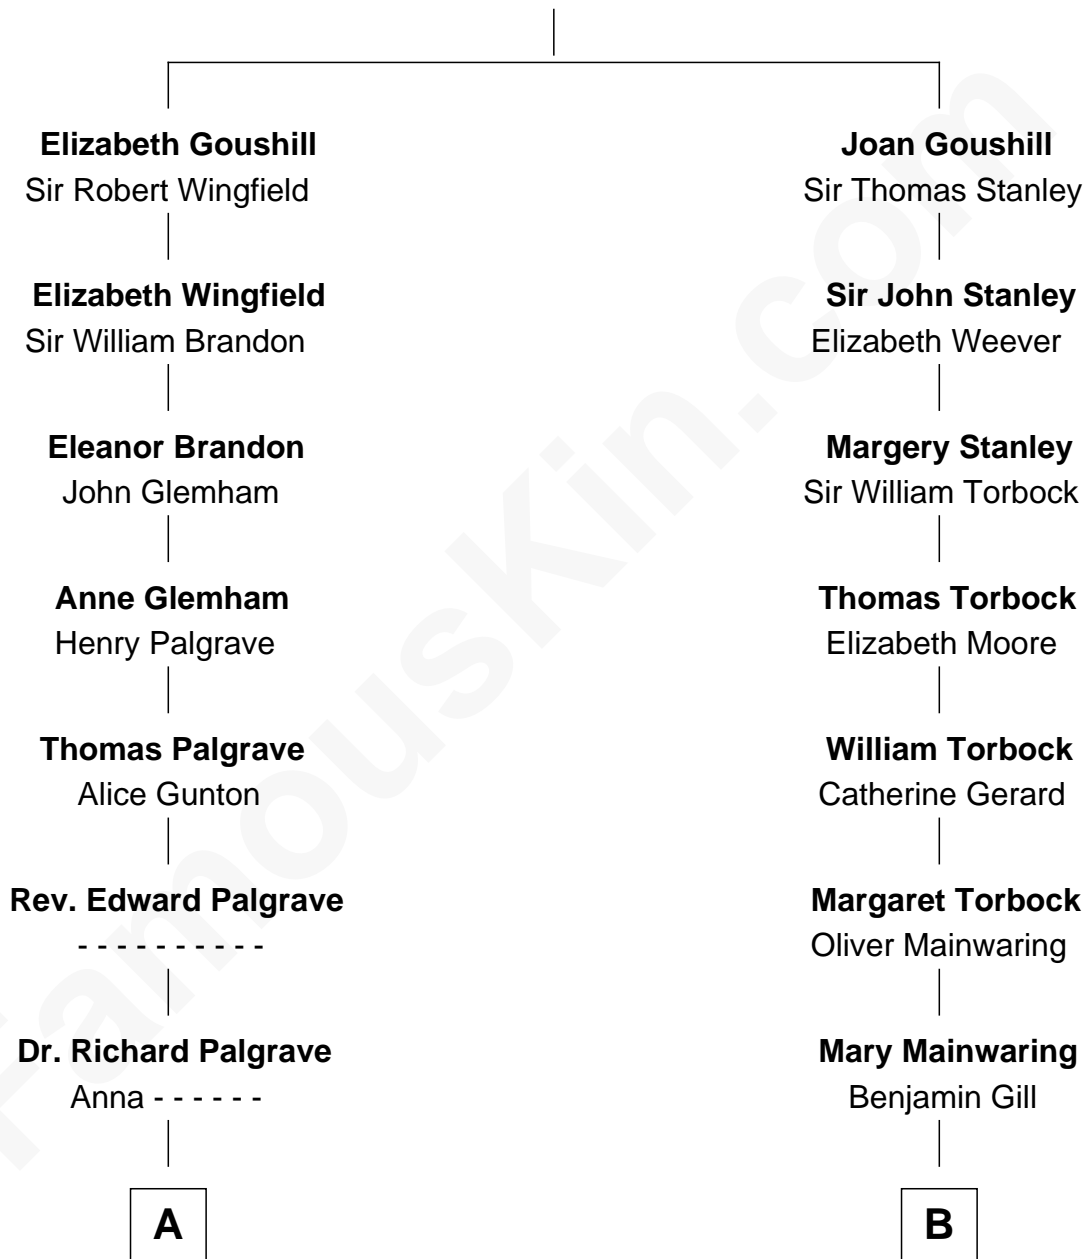 Elizabeth Goushill
Sir Robert Wingfield
Elizabeth Wingfield
Sir William Brandon
Eleanor Brandon
John Glemham
Anne Glemham
Henry Palgrave
Thomas Palgrave
Alice Gunton
Rev. Edward Palgrave
- - - - - - - - - -
Dr. Richard Palgrave
Anna - - - - - -
A
Joan Goushill
Sir Thomas Stanley
Sir John Stanley
Elizabeth Weever
Margery Stanley
Sir William Torbock
Thomas Torbock
Elizabeth Moore
William Torbock
Catherine Gerard
Margaret Torbock
Oliver Mainwaring
Mary Mainwaring
Benjamin Gill
B
FamousKin.com